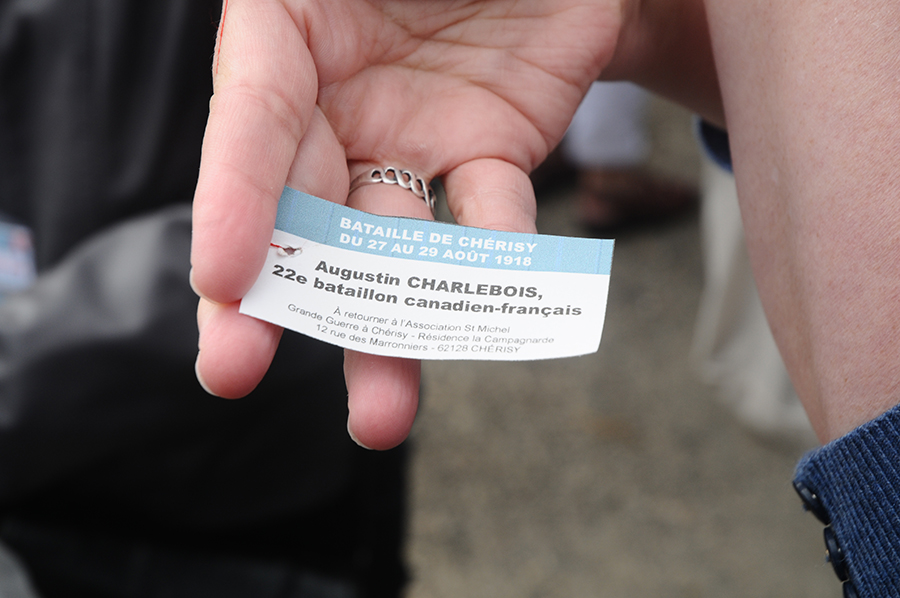 BATAILLE DE CHÉRISY
DU 27 AU 29 AOÛT 1918
Augustin CHARLEBOIS,
22e bataillon canadien-français
À retourner à l'Association St Michel
Grande Guerre à Chérisy - Résidence la Campagnarde
12 rue des Marronniers - 62128 CHÉRISY